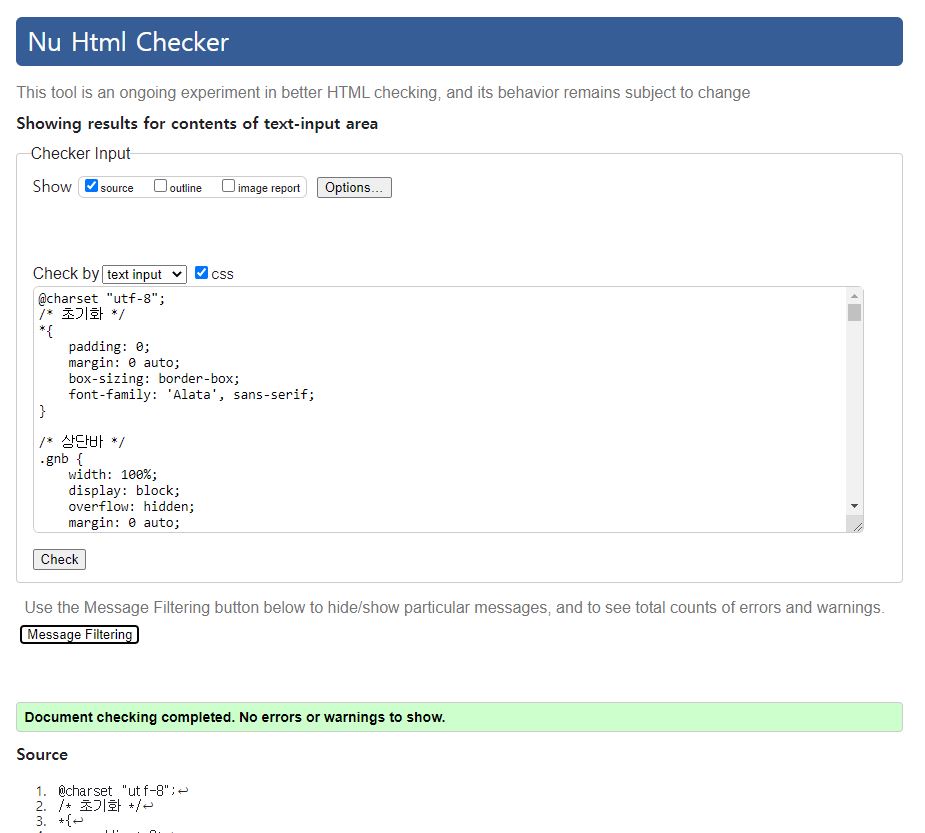 Nu Html Checker
This tool is an ongoing experiment in better HTML checking, and its behavior remains subject to change
Showing results for contents of text-input area
Checker Input
Show source outline image report Options...
Check by text input css
@charset "utf-8";
/* 초기화 */
*{
    padding: 0;
    margin: 0 auto;
    box-sizing: border-box;
    font-family: 'Alata', sans-serif;
}
/* 상단바 */
.gnb {
    width: 100%;
    display: block;
    overflow: hidden;
    margin: 0 auto;
Check
Use the Message Filtering button below to hide/show particular messages, and to see total counts of errors and warnings.
Message Filtering
Document checking completed. No errors or warnings to show.
Source
1. @charset "utf-8";↩
2. /* 초기화 */↩
3. *{↩